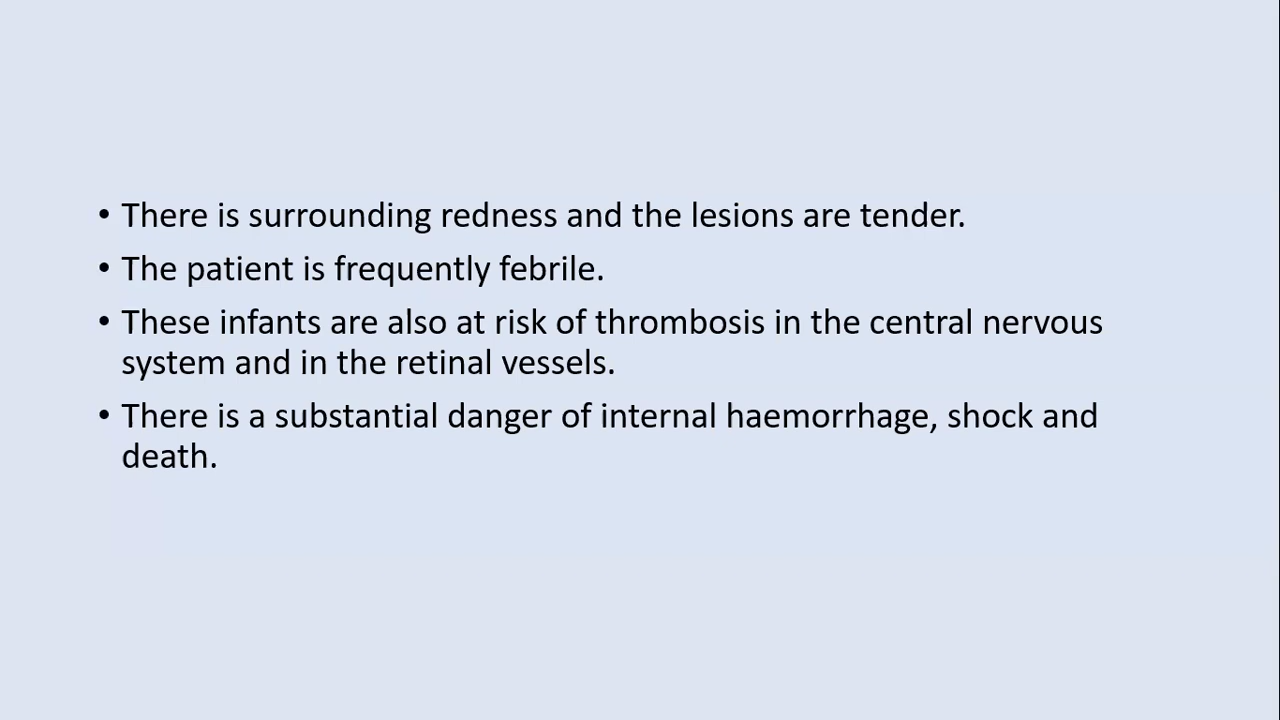 • There is surrounding redness and the lesions are tender.
• The patient is frequently febrile.
• These infants are also at risk of thrombosis in the central nervous
system and in the retinal vessels.
• There is a substantial danger of internal haemorrhage, shock and
death.